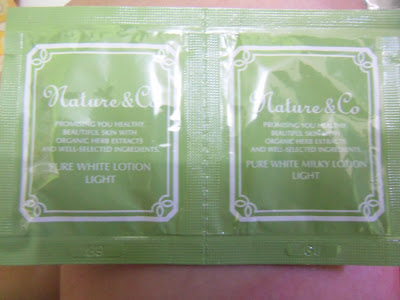 Nature&Co
PROMISING YOU HEALTHY
BEAUTIFUL SKIN WITH
ORGANIC HERB EXTRACTS
AND WELL-SELECTED INGREDIENTS.
PURE WHITE LOTION
LIGHT
Nature&Co
PROMISING YOU HEALTHY
BEAUTIFUL SKIN WITH
ORGANIC HERB EXTRACTS
AND WELL-SELECTED INGREDIENTS.
PURE WHITE MILKY LOTION
LIGHT